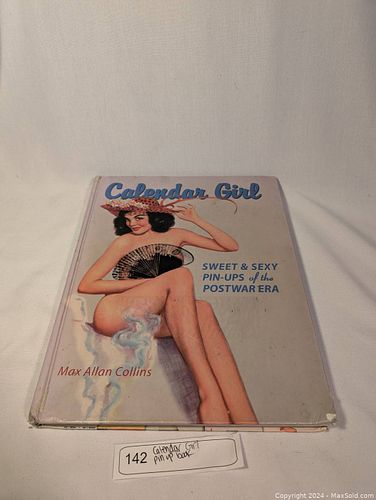 Calendar Girl
SWEET & SEXY
PIN-UPS of the
POSTWAR ERA
Max Allan Collins
142
Calendar Girl
pin up book
Copyright © 2024 - MaxSold.com